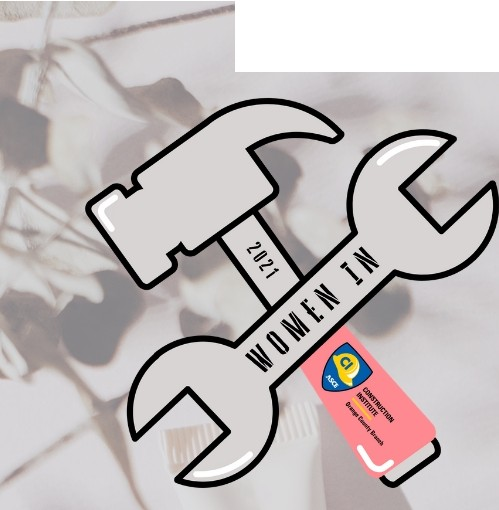 2021
WOMEN IN
CI
ASCE
CONSTRUCTION
INSTITUTE
Orange County Branch